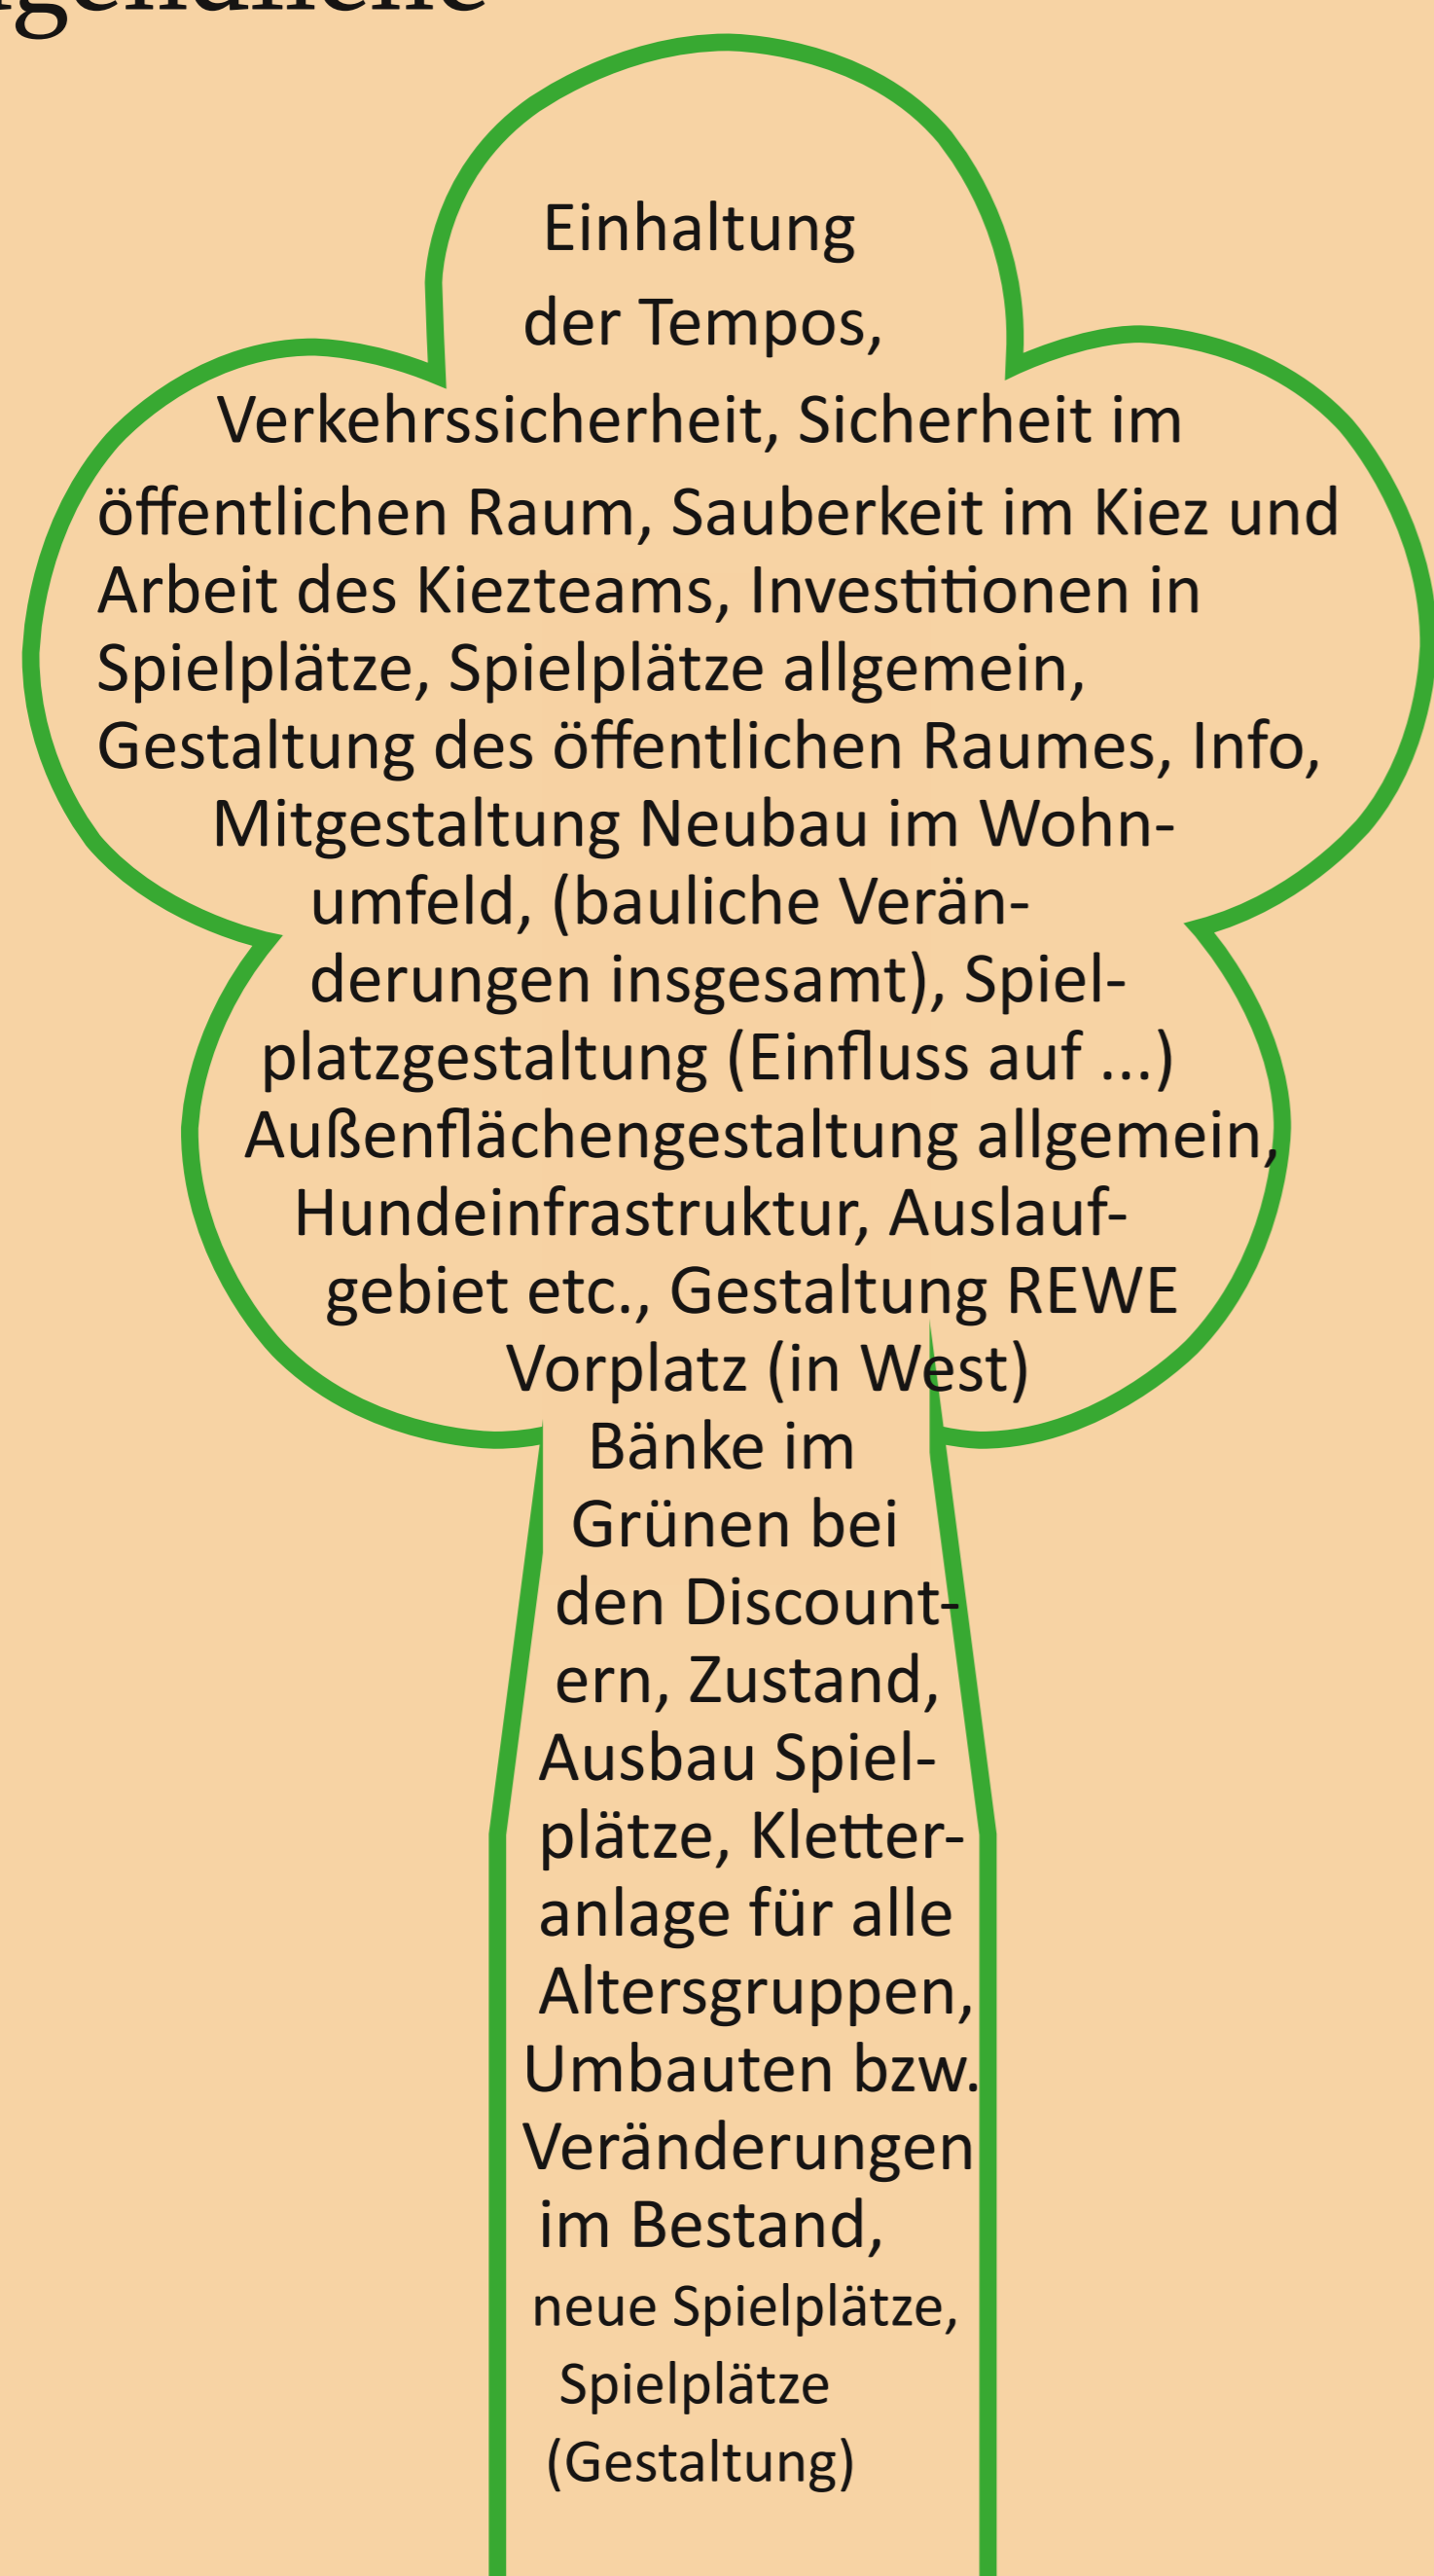 Einhaltung
der Tempos,
Verkehrssicherheit, Sicherheit im
öffentlichen Raum, Sauberkeit im Kiez und
Arbeit des Kiezteams, Investitionen in
Spielplätze, Spielplätze allgemein,
Gestaltung des öffentlichen Raumes, Info,
Mitgestaltung Neubau im Wohn-
umfeld, (bauliche Verän-
derungen insgesamt), Spiel-
platzgestaltung (Einfluss auf ...)
Außenflächengestaltung allgemein,
Hundeinfrastruktur, Auslauf-
gebiet etc., Gestaltung REWE
Vorplatz (in West)
Bänke im
Grünen bei
den Discount-
ern, Zustand,
Ausbau Spiel-
plätze, Kletter-
anlage für alle
Altersgruppen,
Umbauten bzw.
Veränderungen
im Bestand,
neue Spielplätze,
Spielplätze
(Gestaltung)